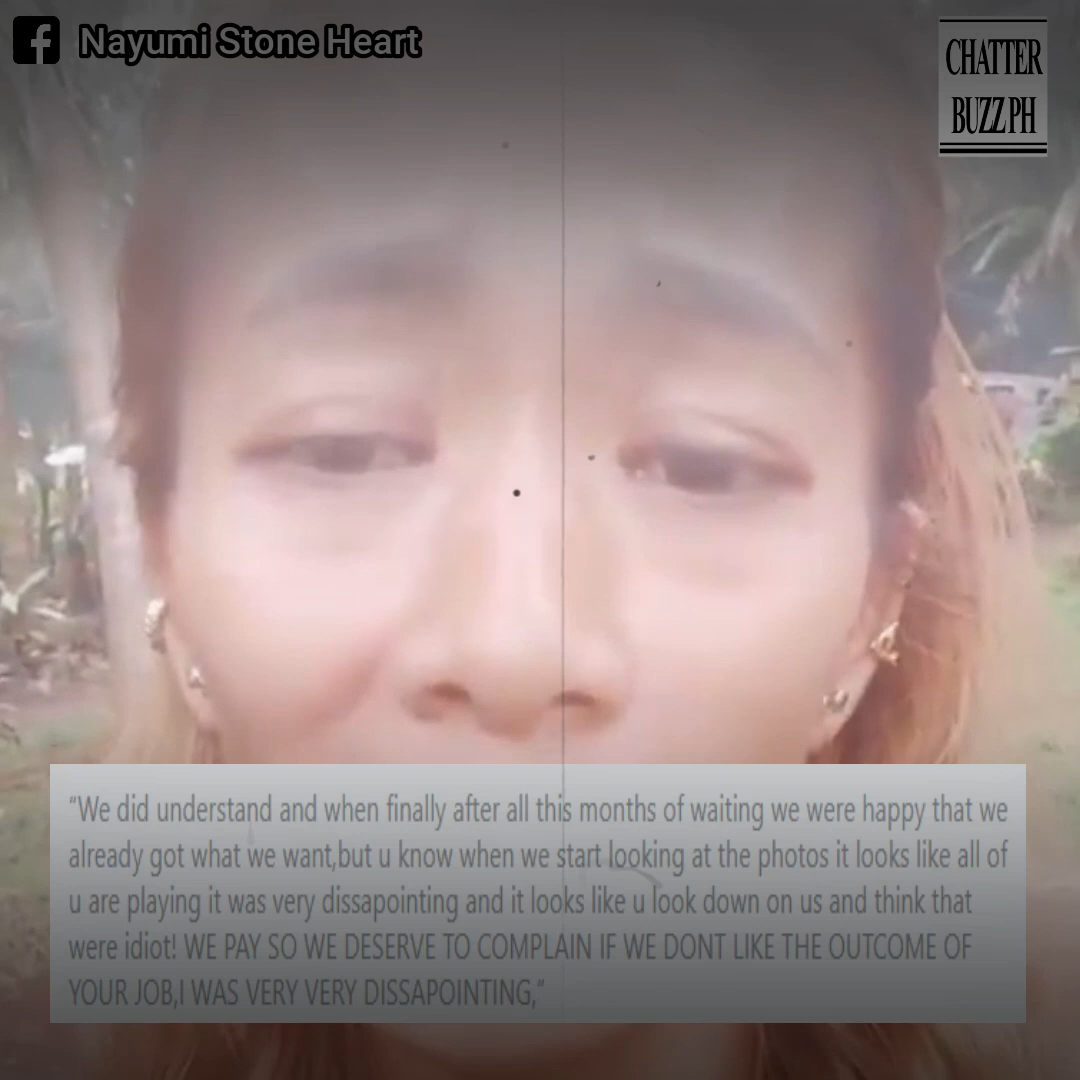 Nayumi Stone Heart
CHATTER
BUZZ PH
“We did understand and when finally after all this months of waiting we were happy that we
already got what we want,but u know when we start looking at the photos it looks like all of
u are playing it was very dissapointing and it looks like u look down on us and think that
were idiot! WE PAY SO WE DESERVE TO COMPLAIN IF WE DONT LIKE THE OUTCOME OF
YOUR JOB,I WAS VERY VERY DISSAPOINTING,”